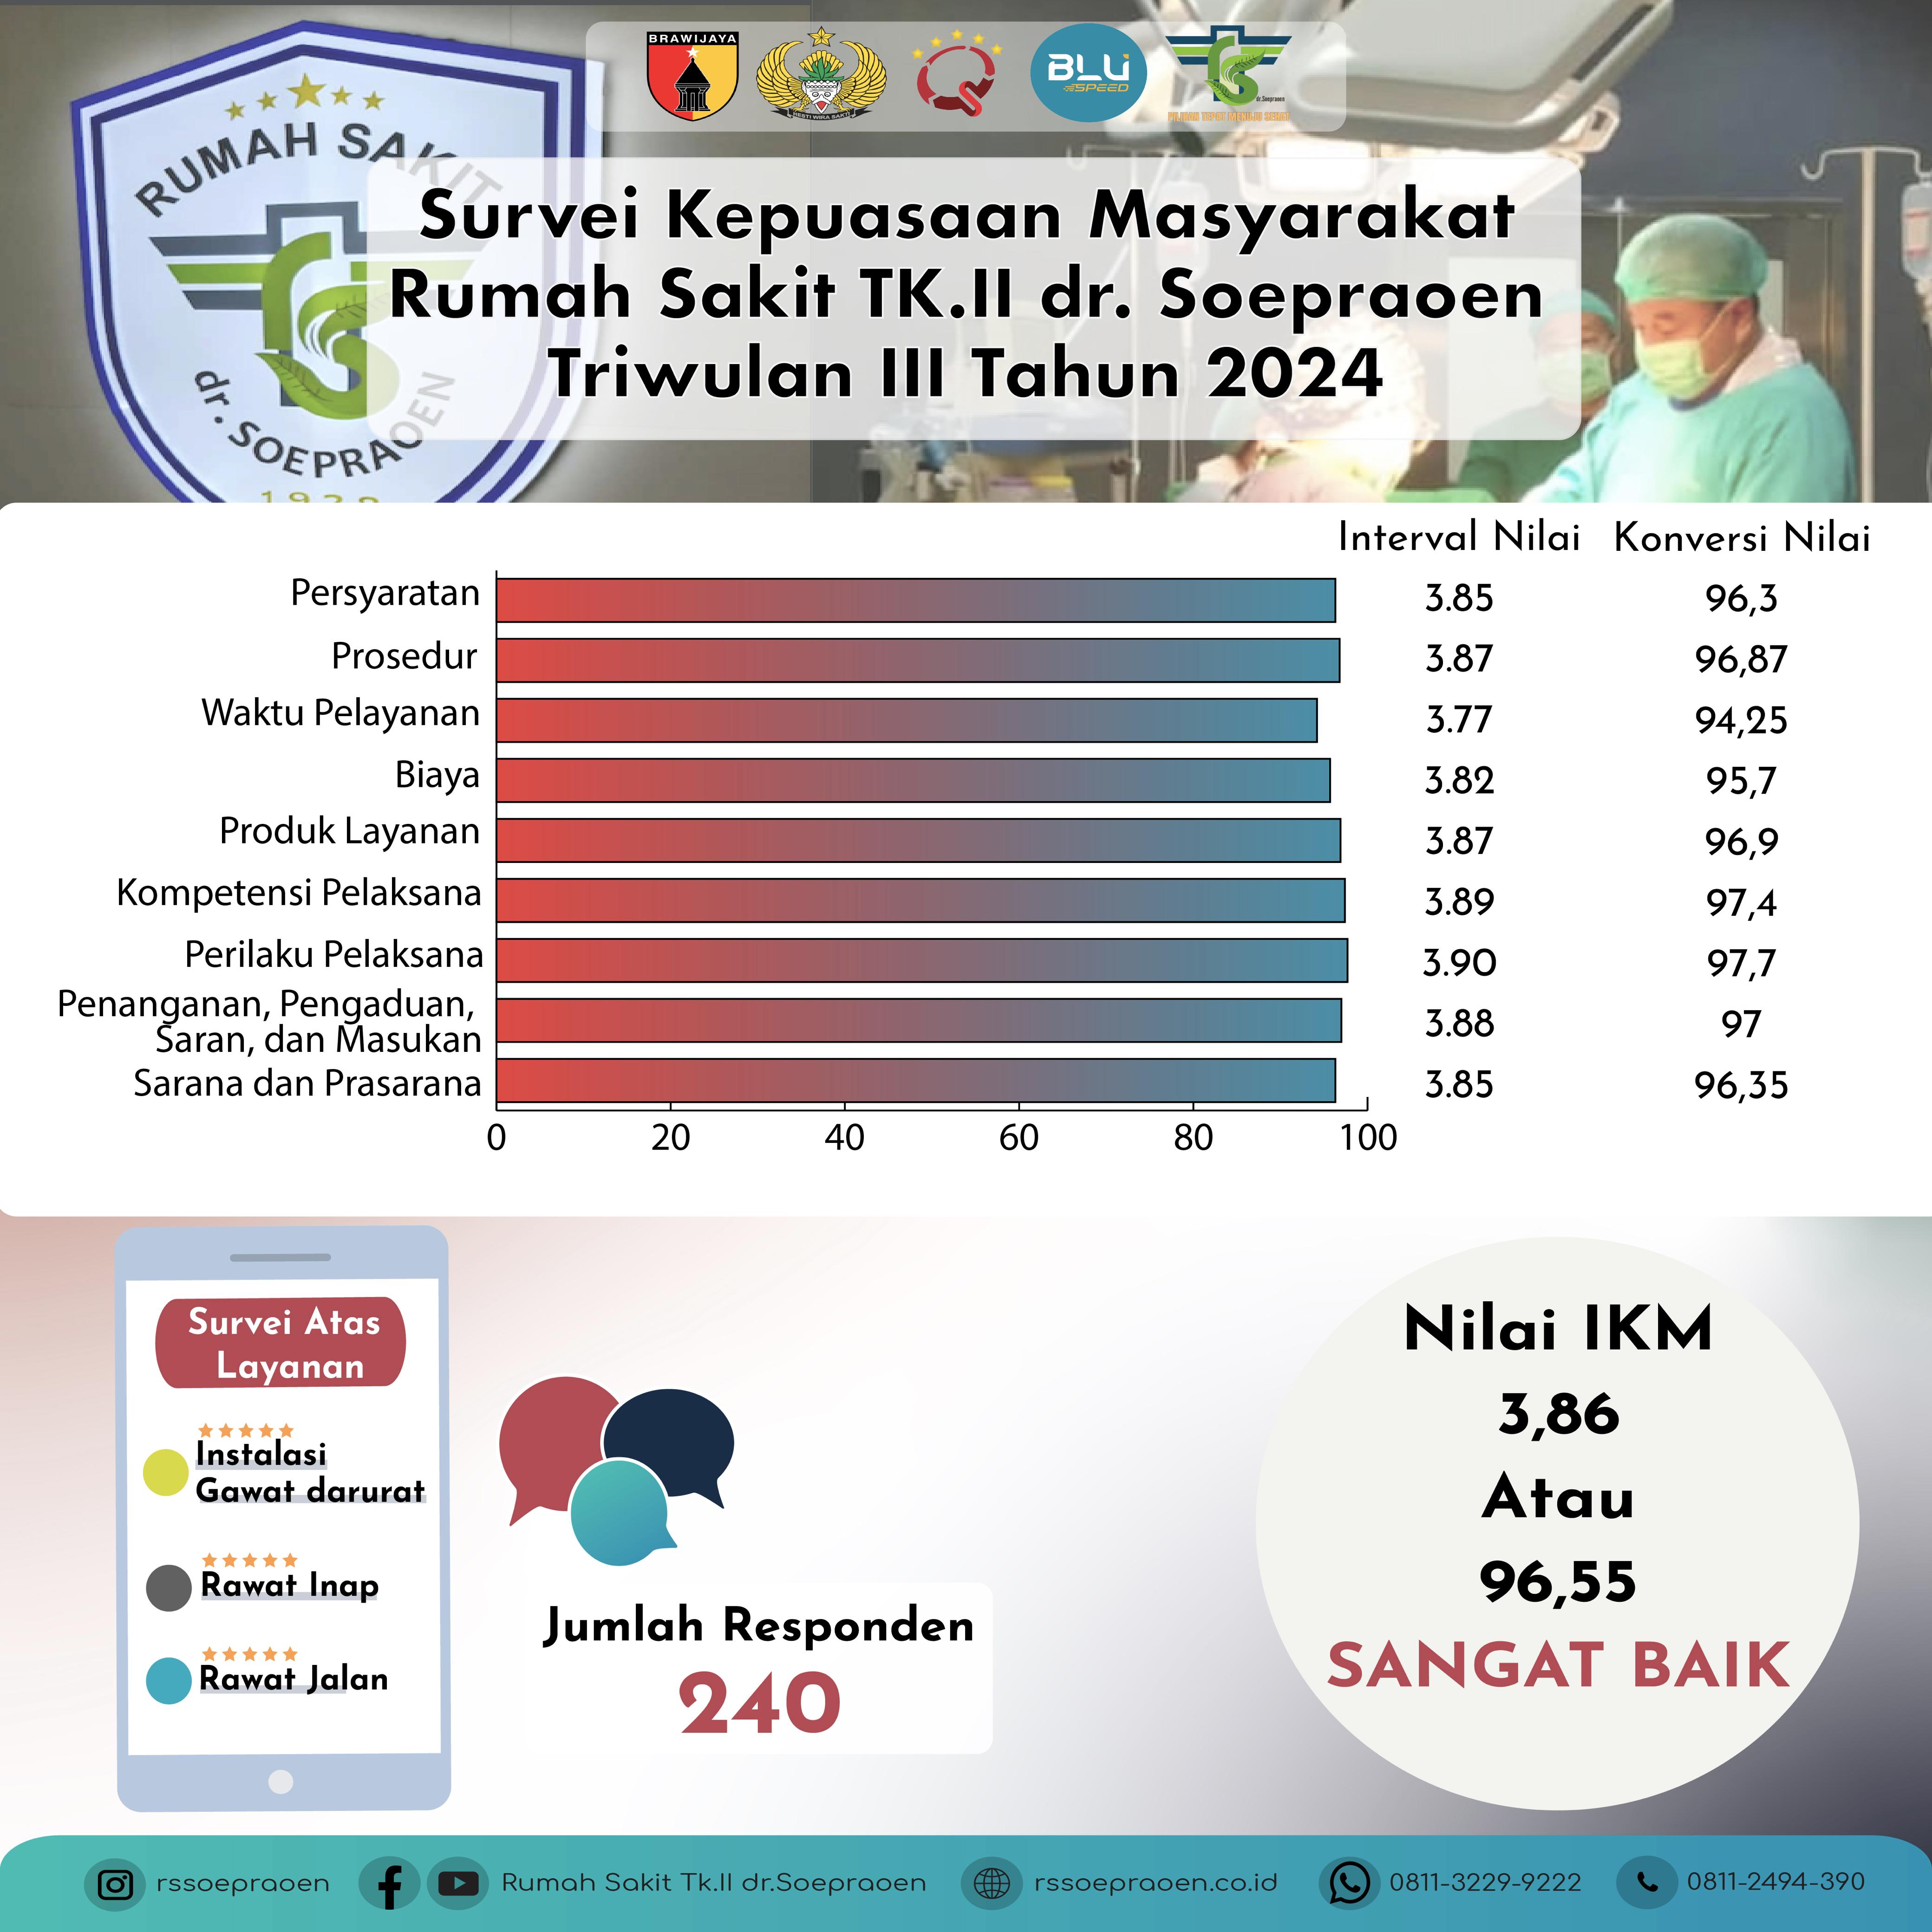 BRAWIJAYA
BLU
SPEED
dr.Soepraoen
RUMAH SAKIT
dr. SOEPRAOEN
Survei Kepuasaan Masyarakat
Rumah Sakit TK.II dr. Soepraoen
Triwulan III Tahun 2024
Interval Nilai Konversi Nilai
Persyaratan 3.85 96,3
Prosedur 3.87 96,87
Waktu Pelayanan 3.77 94,25
Biaya 3.82 95,7
Produk Layanan 3.87 96,9
Kompetensi Pelaksana 3.89 97,4
Perilaku Pelaksana 3.90 97,7
Penanganan, Pengaduan,
Saran, dan Masukan 3.88 97
Sarana dan Prasarana 3.85 96,35
0 20 40 60 80 100
Survei Atas
Layanan
Instalasi
Gawat darurat
Rawat Inap
Rawat Jalan
Jumlah Responden
240
Nilai IKM
3,86
Atau
96,55
SANGAT BAIK
rssoepraoen Rumah Sakit Tk.II dr.Soepraoen rssoepraoen.co.id 0811-3229-9222 0811-2494-390